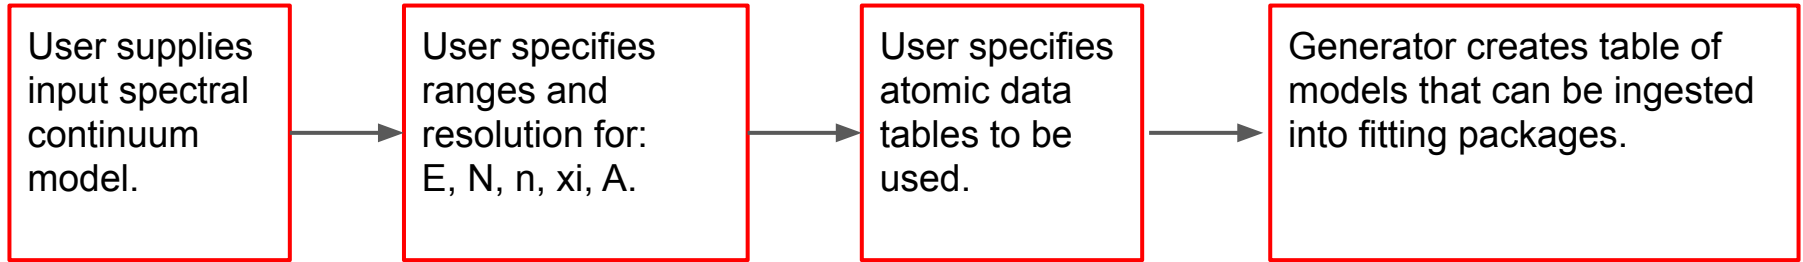 User supplies
input spectral
continuum
model.
User specifies
ranges and
resolution for:
E, N, n, xi, A.
User specifies
atomic data
tables to be
used.
Generator creates table of
models that can be ingested
into fitting packages.